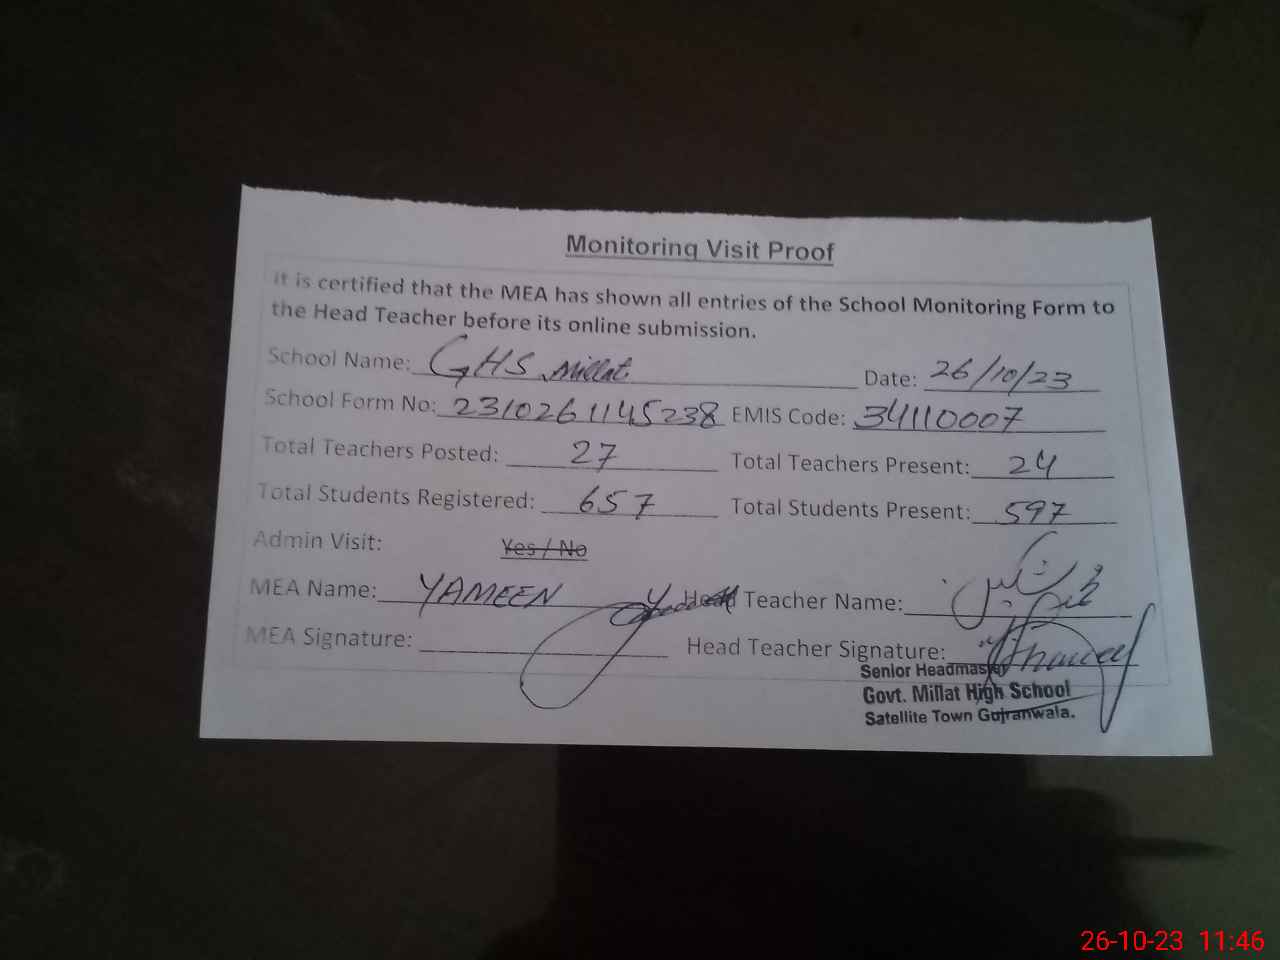 Monitoring Visit Proof
It is certified that the MEA has shown all entries of the School Monitoring Form to
the Head Teacher before its online submission.
School Name: GHS Millat Date: 26/10/23
School Form No: 2310261145238 EMIS Code: 34110007
Total Teachers Posted: 27 Total Teachers Present: 24
Total Students Registered: 657 Total Students Present: 597
Admin Visit: Yes / No
MEA Name: YAMEEN Head Teacher Name:
MEA Signature: Head Teacher Signature:
Senior Headmaster
Govt. Millat High School
Satellite Town Gujranwala.
26-10-23 11:46